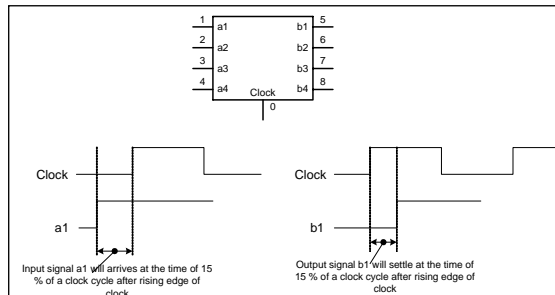 1 a1 b1 5
2 a2 b2 6
3 a3 b3 7
4 a4 b4 8
Clock
0
Clock
a1
Input signal a1 will arrives at the time of 15
% of a clock cycle after rising edge of
clock
Clock
b1
Output signal b1 will settle at the time of
15 % of a clock cycle after rising edge of
clock